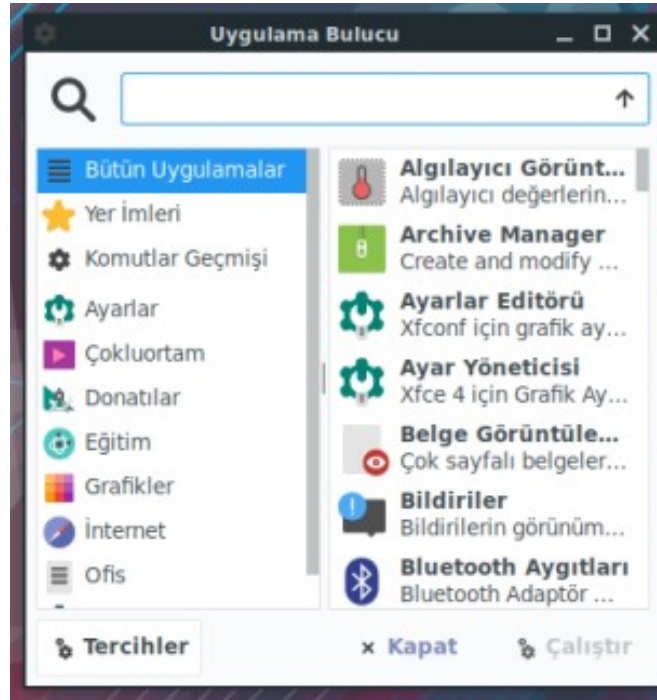 Uygulama Bulucu
Bütün Uygulamalar
Yer İmleri
Komutlar Geçmişi
Ayarlar
Çokluortam
Donatılar
Eğitim
Grafikler
İnternet
Ofis
Algılayıcı Görünt...
Algılayıcı değerlerin...
Archive Manager
Create and modify ...
Ayarlar Editörü
Xfconf için grafik ay...
Ayar Yöneticisi
Xfce 4 için Grafik Ay...
Belge Görüntüle...
Çok sayfalı belgeler...
Bildiriler
Bildirilerin görünüm...
Bluetooth Aygıtları
Bluetooth Adaptör ...
Tercihler
Kapat
Çalıştır